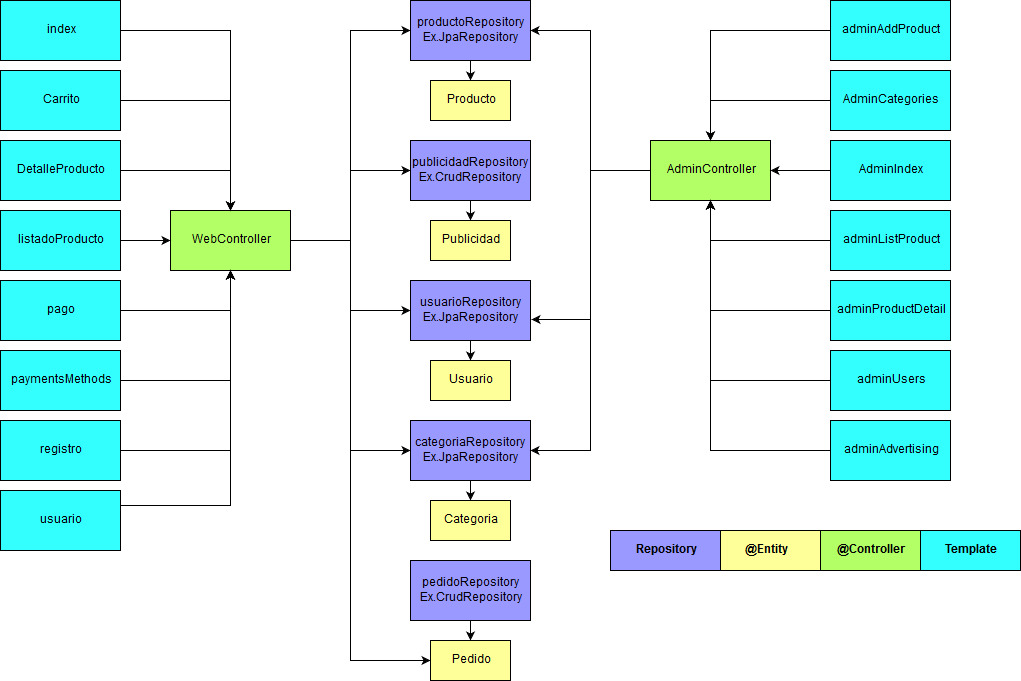 index
Carrito
DetalleProducto
listadoProducto
pago
paymentsMethods
registro
usuario
WebController
productoRepository
Ex.JpaRepository
Producto
publicidadRepository
Ex.CrudRepository
Publicidad
usuarioRepository
Ex.JpaRepository
Usuario
categoriaRepository
Ex.JpaRepository
Categoria
pedidoRepository
Ex.CrudRepository
Pedido
AdminController
adminAddProduct
AdminCategories
AdminIndex
adminListProduct
adminProductDetail
adminUsers
adminAdvertising
Repository
@Entity
@Controller
Template